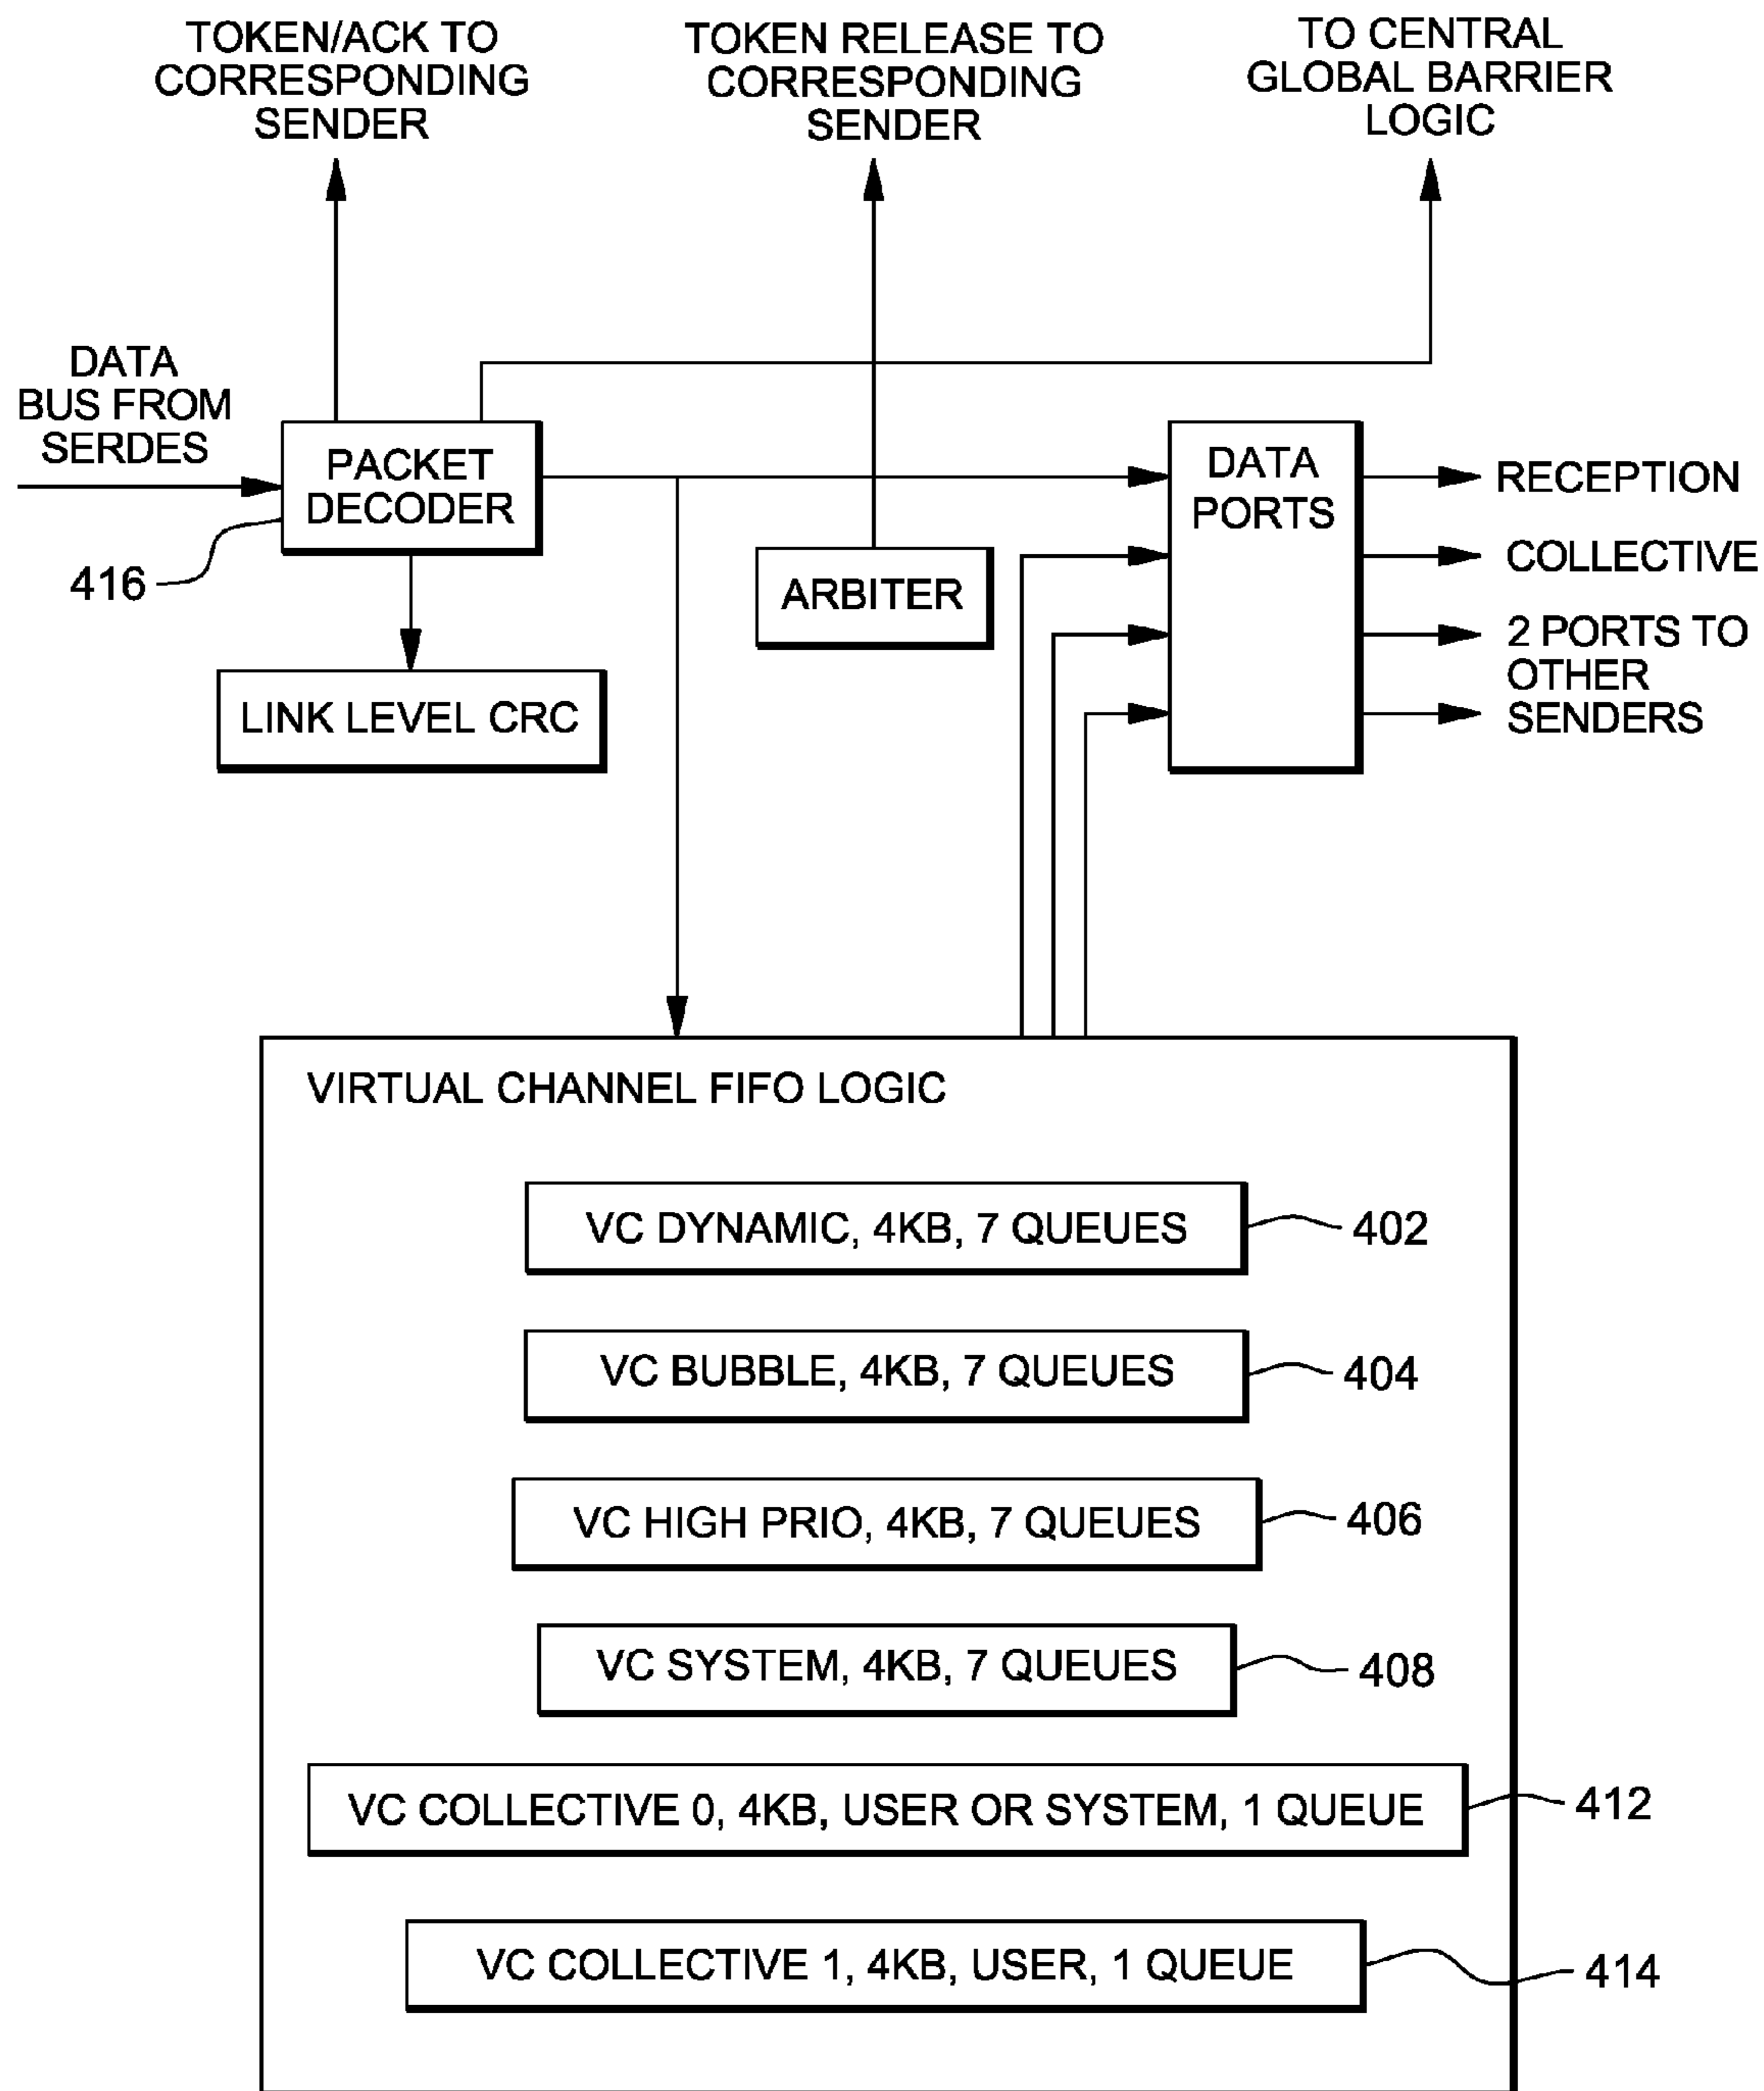 TOKEN/ACK TO
CORRESPONDING
SENDER
TOKEN RELEASE TO
CORRESPONDING
SENDER
TO CENTRAL
GLOBAL BARRIER
LOGIC
DATA
BUS FROM
SERDES
PACKET
DECODER
416
LINK LEVEL CRC
ARBITER
DATA
PORTS
RECEPTION
COLLECTIVE
2 PORTS TO
OTHER
SENDERS
VIRTUAL CHANNEL FIFO LOGIC
VC DYNAMIC, 4KB, 7 QUEUES
402
VC BUBBLE, 4KB, 7 QUEUES
404
VC HIGH PRIO, 4KB, 7 QUEUES
406
VC SYSTEM, 4KB, 7 QUEUES
408
VC COLLECTIVE 0, 4KB, USER OR SYSTEM, 1 QUEUE
412
VC COLLECTIVE 1, 4KB, USER, 1 QUEUE
414